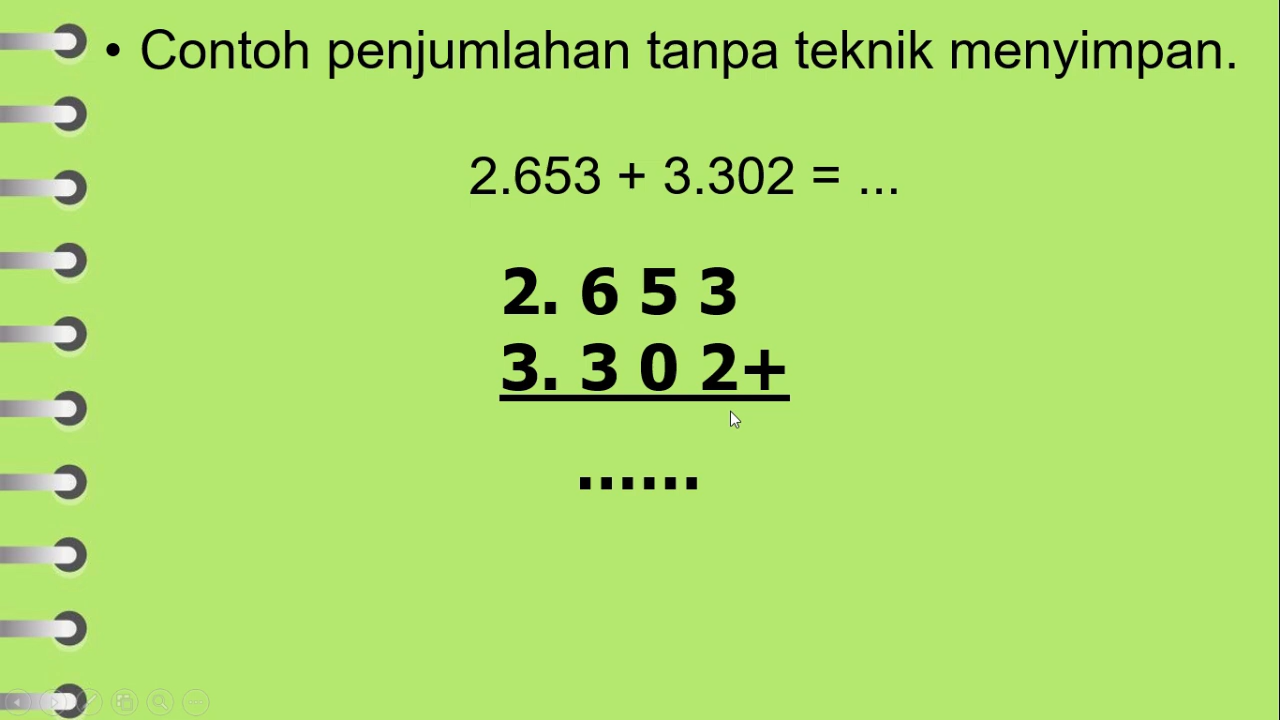 • Contoh penjumlahan tanpa teknik menyimpan.
2.653 + 3.302 = ...
2. 6 5 3
3. 3 0 2+
......